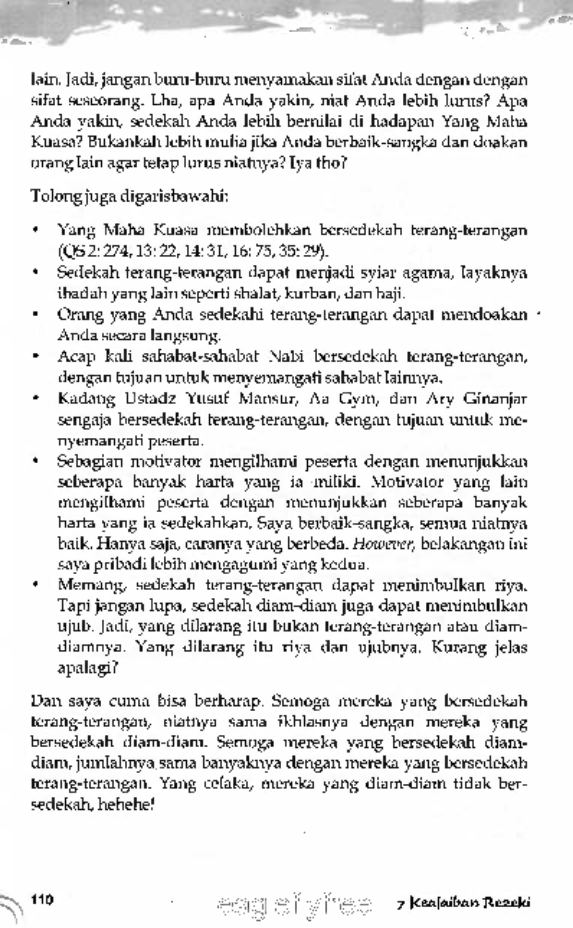 lain. Jadi, jangan buru-buru menyamakan sifat Anda dengan dengan
sifat seseorang. Lha, apa Anda yakin, niat Anda lebih lurus? Apa
Anda yakin, sedekah Anda lebih bernilai di hadapan Yang Maha
Kuasa? Bukankah lebih mulia jika Anda berbaik-sangka dan doakan
orang lain agar tetap lurus niatnya? Iya tho?
Tolong juga digarisbawahi:
• Yang Maha Kuasa membolehkan bersedekah terang-terangan
(QS 2: 274, 13: 22, 14: 31, 16: 75, 35: 29).
• Sedekah terang-terangan dapat menjadi syiar agama, layaknya
ibadah yang lain seperti shalat, kurban, dan haji.
• Orang yang Anda sedekahi terang-terangan dapat mendoakan
Anda secara langsung.
• Acap kali sahabat-sahabat Nabi bersedekah terang-terangan,
dengan tujuan untuk menyemangati sahabat lainnya.
• Kadang Ustadz Yusuf Mansur, Aa Gym, dan Ary Ginanjar
sengaja bersedekah terang-terangan, dengan tujuan untuk me-
nyemangati peserta.
• Sebagian motivator mengilhami peserta dengan menunjukkan
seberapa banyak harta yang ia miliki. Motivator yang lain
mengilhami peserta dengan menunjukkan seberapa banyak
harta yang ia sedekahkan. Saya berbaik-sangka, semua niatnya
baik. Hanya saja, caranya yang berbeda. However, belakangan ini
saya pribadi lebih mengagumi yang kedua.
• Memang, sedekah terang-terangan dapat menimbulkan riya.
Tapi jangan lupa, sedekah diam-diam juga dapat menimbulkan
ujub. Jadi, yang dilarang itu bukan terang-terangan atau diam-
diamnya. Yang dilarang itu riya dan ujubnya. Kurang jelas
apalagi?
Dan saya cuma bisa berharap. Semoga mereka yang bersedekah
terang-terangan, niatnya sama ikhlasnya dengan mereka yang
bersedekah diam-diam. Semoga mereka yang bersedekah diam-
diam, jumlahnya sama banyaknya dengan mereka yang bersedekah
terang-terangan. Yang celaka, mereka yang diam-diam tidak ber-
sedekah, hehehe!
110
7 Keajaiban Rezeki